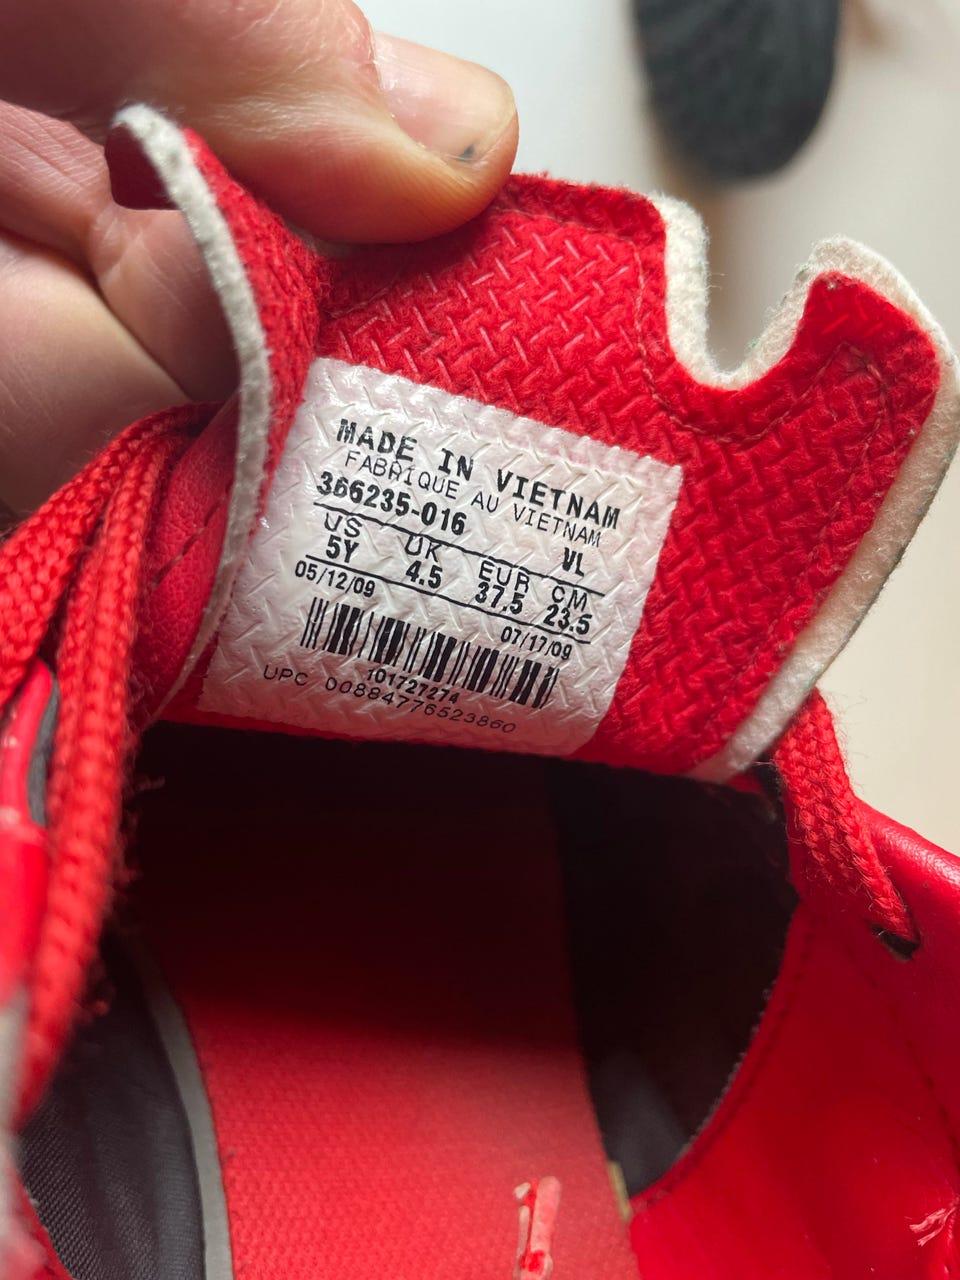 MADE IN VIETNAM
FABRIQUE AU VIETNAM
366235-016 VL
US UK EUR CM
5Y 4.5 37.5 23.5
05/12/09 07/17/09
101727274
UPC 00884776523860